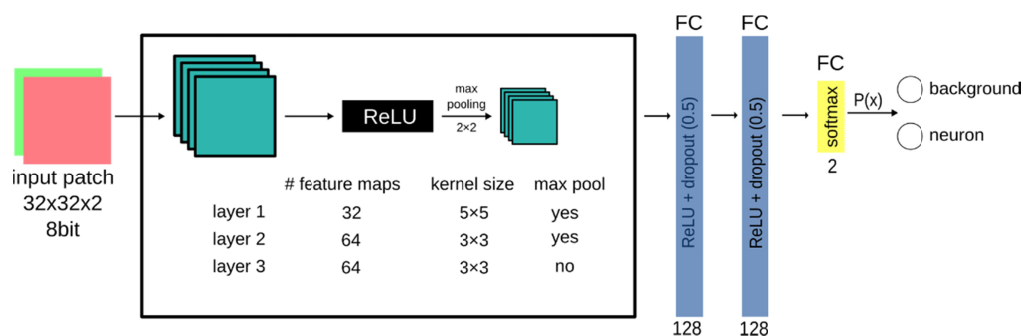 input patch
32x32x2
8bit
ReLU
max
pooling
2×2
# feature maps kernel size max pool
layer 1 32 5×5 yes
layer 2 64 3×3 yes
layer 3 64 3×3 no
FC
ReLU + dropout (0.5)
128
FC
ReLU + dropout (0.5)
128
FC
softmax
2
P(x)
background
neuron